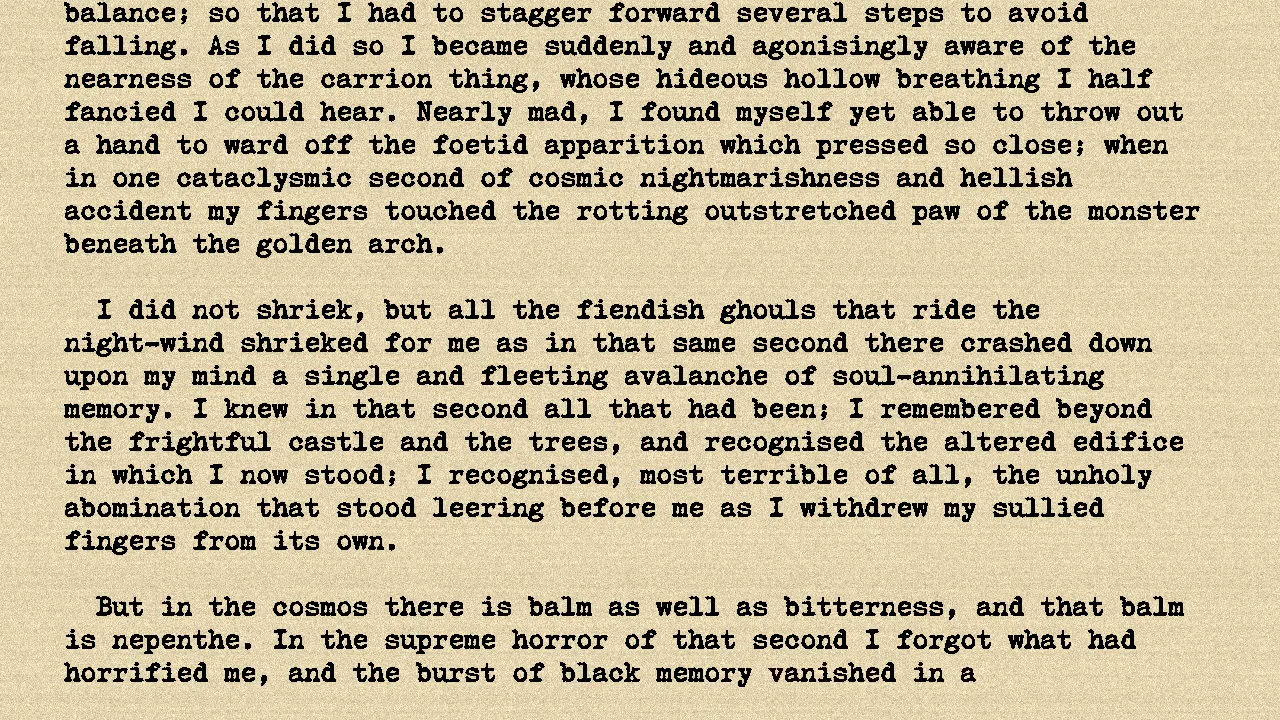 balance; so that I had to stagger forward several steps to avoid
falling. As I did so I became suddenly and agonisingly aware of the
nearness of the carrion thing, whose hideous hollow breathing I half
fancied I could hear. Nearly mad, I found myself yet able to throw out
a hand to ward off the foetid apparition which pressed so close; when
in one cataclysmic second of cosmic nightmarishness and hellish
accident my fingers touched the rotting outstretched paw of the monster
beneath the golden arch.
I did not shriek, but all the fiendish ghouls that ride the
night-wind shrieked for me as in that same second there crashed down
upon my mind a single and fleeting avalanche of soul-annihilating
memory. I knew in that second all that had been; I remembered beyond
the frightful castle and the trees, and recognised the altered edifice
in which I now stood; I recognised, most terrible of all, the unholy
abomination that stood leering before me as I withdrew my sullied
fingers from its own.
But in the cosmos there is balm as well as bitterness, and that balm
is nepenthe. In the supreme horror of that second I forgot what had
horrified me, and the burst of black memory vanished in a